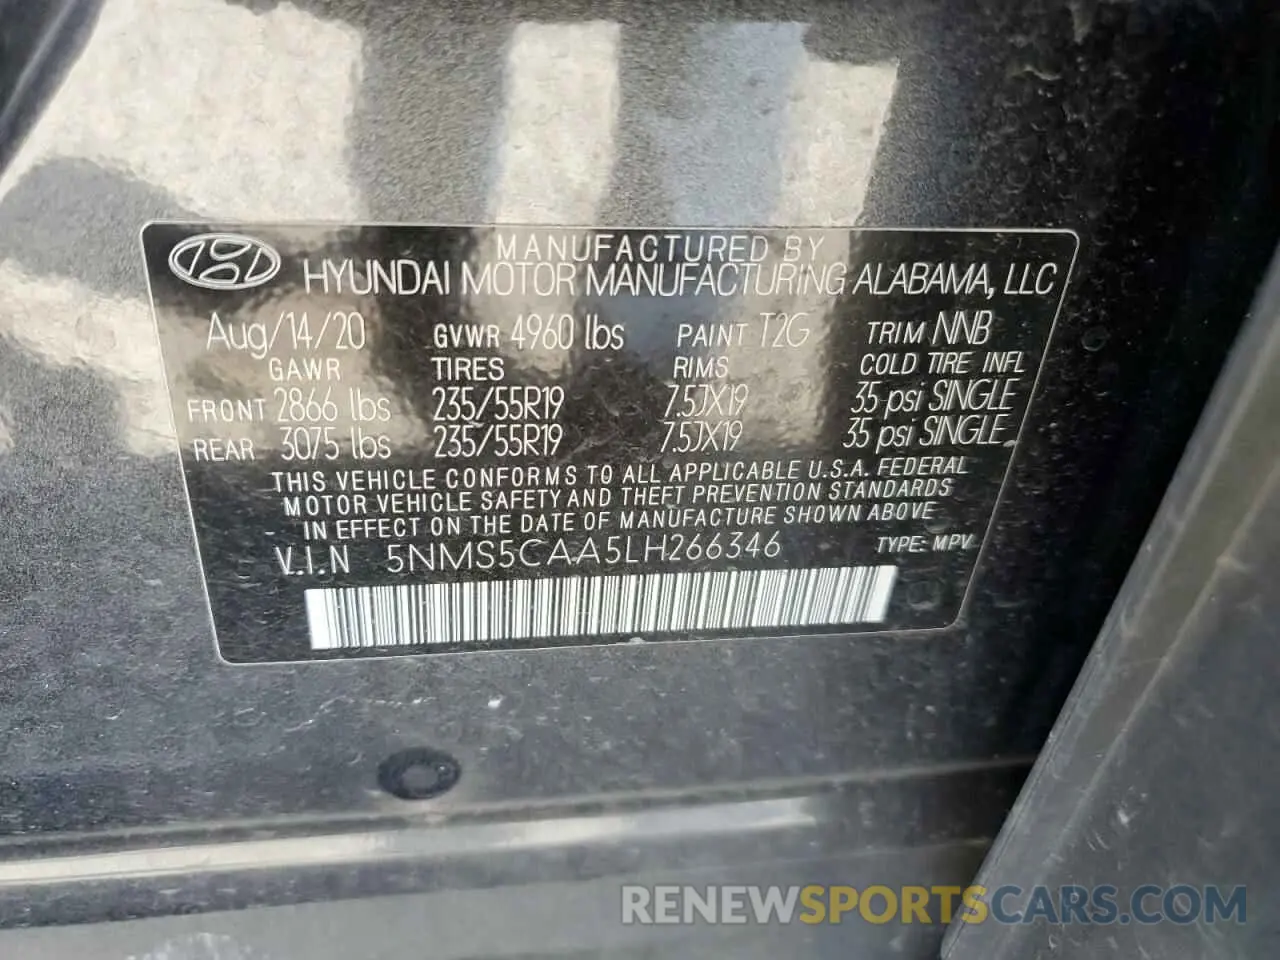 MANUFACTURED BY
HYUNDAI MOTOR MANUFACTURING ALABAMA, LLC
Aug/14/20 GVWR 4960 lbs PAINT T2G TRIM NNB
GAWR TIRES RIMS COLD TIRE INFL
FRONT 2866 lbs 235/55R19 7.5JX19 35 psi SINGLE
REAR 3075 lbs 235/55R19 7.5JX19 35 psi SINGLE
THIS VEHICLE CONFORMS TO ALL APPLICABLE U.S.A. FEDERAL
MOTOR VEHICLE SAFETY AND THEFT PREVENTION STANDARDS
IN EFFECT ON THE DATE OF MANUFACTURE SHOWN ABOVE
V.I.N 5NMS5CAA5LH266346 TYPE: MPV
RENEWSPORTSCARS.COM